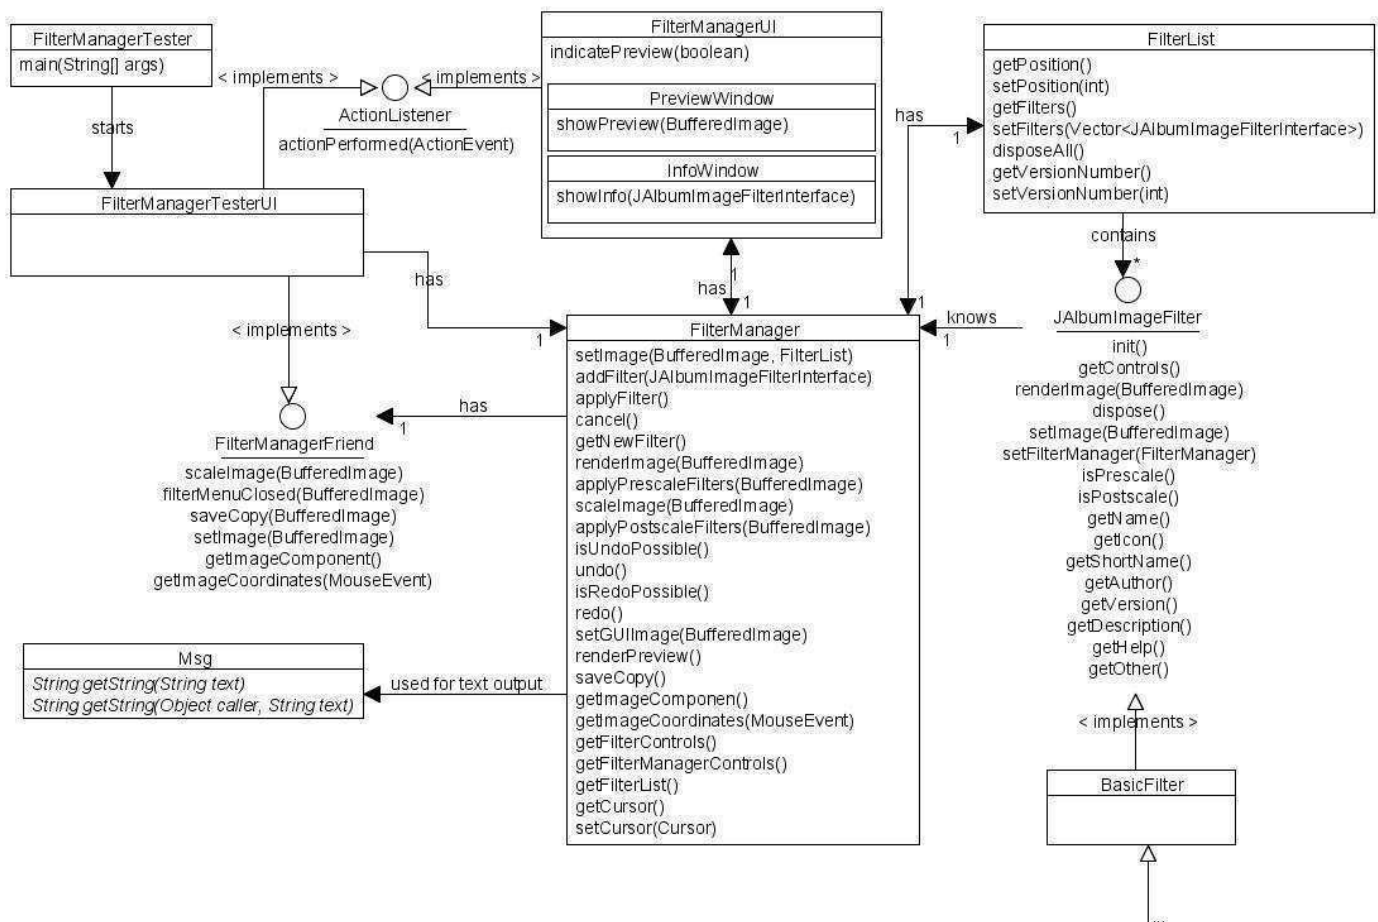 FilterManagerTester
main(String[] args)
starts
FilterManagerTesterUI
< implements >
ActionListener
actionPerformed(ActionEvent)
< implements >
FilterManagerUI
indicatePreview(boolean)
PreviewWindow
showPreview(BufferedImage)
InfoWindow
showInfo(JAlbumImageFilterInterface)
has
1
1
FilterList
getPosition()
setPosition(int)
getFilters()
setFilters(Vector<JAlbumImageFilterInterface>)
disposeAll()
getVersionNumber()
setVersionNumber(int)
has
1
1
contains
*
has
1
< implements >
FilterManagerFriend
scaleImage(BufferedImage)
filterMenuClosed(BufferedImage)
saveCopy(BufferedImage)
setImage(BufferedImage)
getImageComponent()
getImageCoordinates(MouseEvent)
has
1
Msg
String getString(String text)
String getString(Object caller, String text)
used for text output
FilterManager
setImage(BufferedImage, FilterList)
addFilter(JAlbumImageFilterInterface)
applyFilter()
cancel()
getNewFilter()
renderImage(BufferedImage)
applyPrescaleFilters(BufferedImage)
scaleImage(BufferedImage)
applyPostscaleFilters(BufferedImage)
isUndoPossible()
undo()
isRedoPossible()
redo()
setGUIImage(BufferedImage)
renderPreview()
saveCopy()
getImageComponen()
getImageCoordinates(MouseEvent)
getFilterControls()
getFilterManagerControls()
getFilterList()
getCursor()
setCursor(Cursor)
knows
1
JAlbumImageFilter
init()
getControls()
renderImage(BufferedImage)
dispose()
setImage(BufferedImage)
setFilterManager(FilterManager)
isPrescale()
isPostscale()
getName()
getIcon()
getShortName()
getAuthor()
getVersion()
getDescription()
getHelp()
getOther()
< implements >
BasicFilter